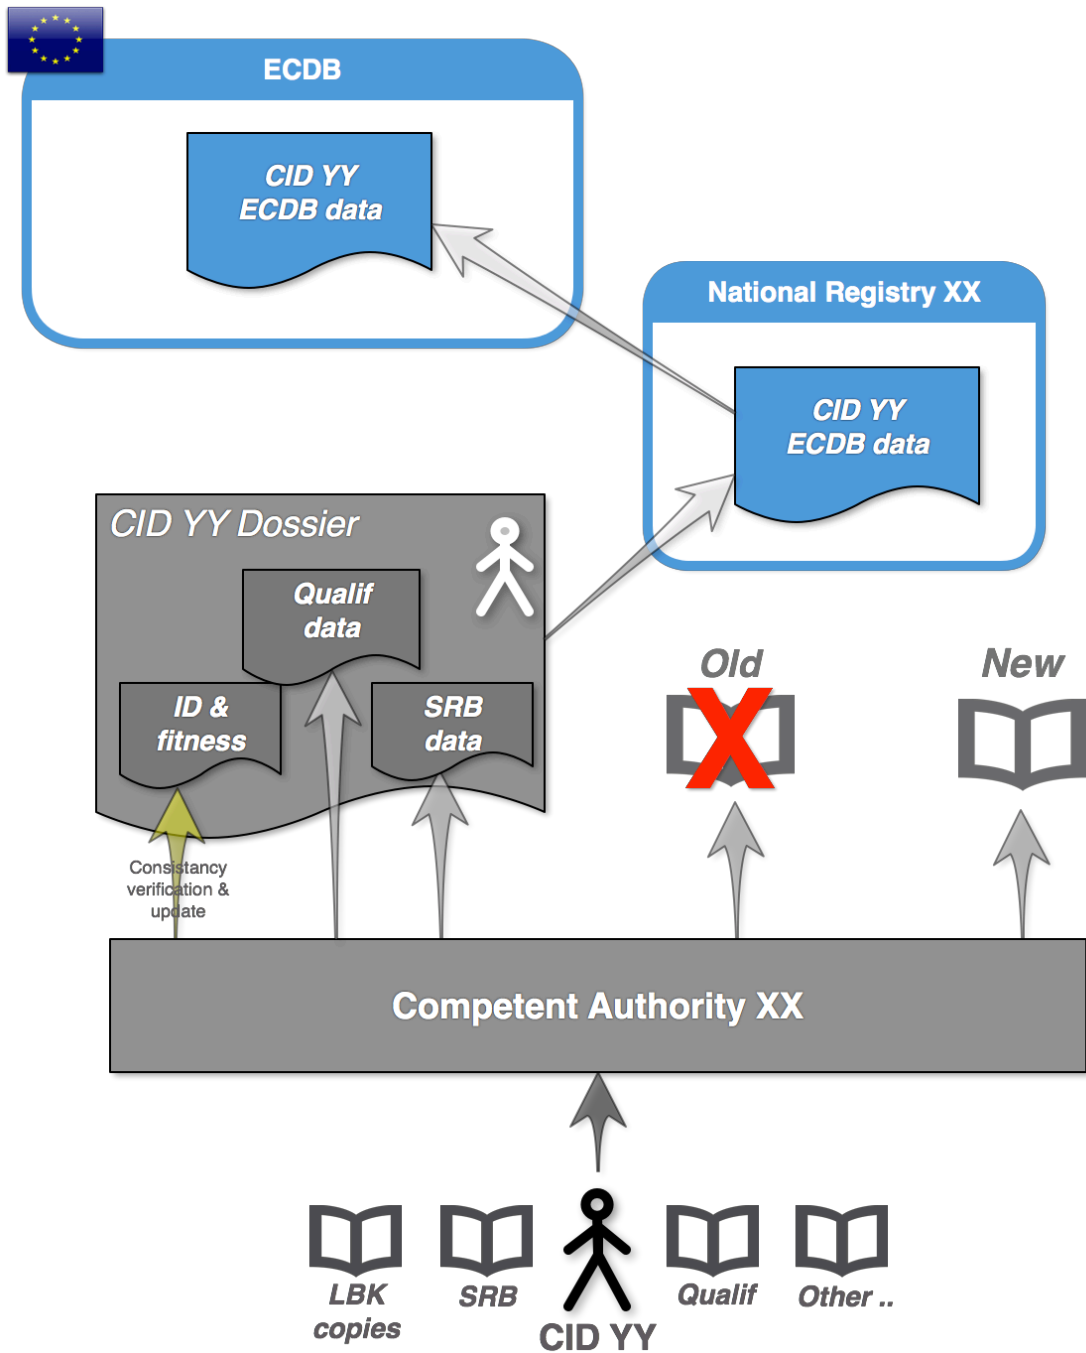 ECDB
CID YY
ECDB data
National Registry XX
CID YY
ECDB data
CID YY Dossier
Qualif
data
ID &
fitness
SRB
data
Old
New
X
Consistancy
verification &
update
Competent Authority XX
LBK
copies
SRB
CID YY
Qualif
Other ..